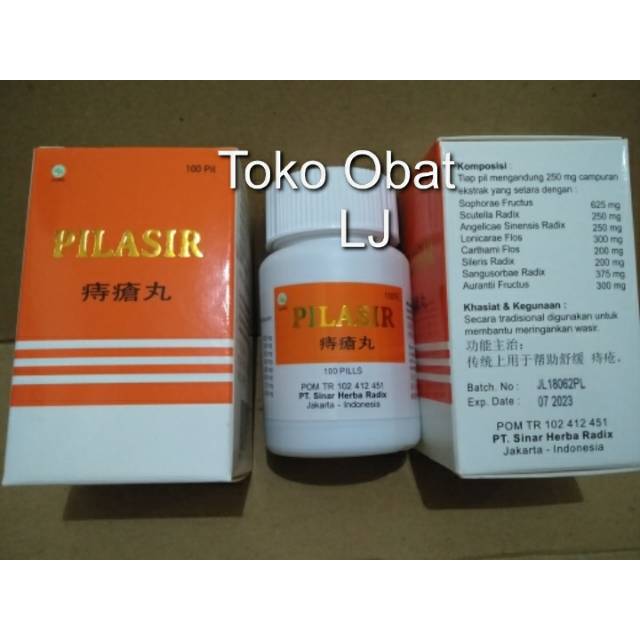 100 Pil
PILASIR
痔瘡丸
Toko Obat
LJ
PILASIR
痔瘡丸
100 PILLS
POM TR 102 412 451
PT. Sinar Herba Radix
Jakarta - Indonesia
Komposisi :
Tiap pil mengandung 250 mg campuran
ekstrak yang setara dengan :
Sophorae Fructus 625 mg
Scutella Radix 250 mg
Angelicae Sinensis Radix 250 mg
Lonicarae Flos 300 mg
Carthami Flos 200 mg
Sileris Radix 200 mg
Sangusorbae Radix 375 mg
Aurantii Fructus 300 mg
Khasiat & Kegunaan :
Secara tradisional digunakan untuk
membantu meringankan wasir.
功能主治:
传统上用于帮助舒缓 痔疮。
Batch. No : JL18062PL
Exp. Date : 07 2023
POM TR 102 412 451
PT. Sinar Herba Radix
Jakarta - Indonesia